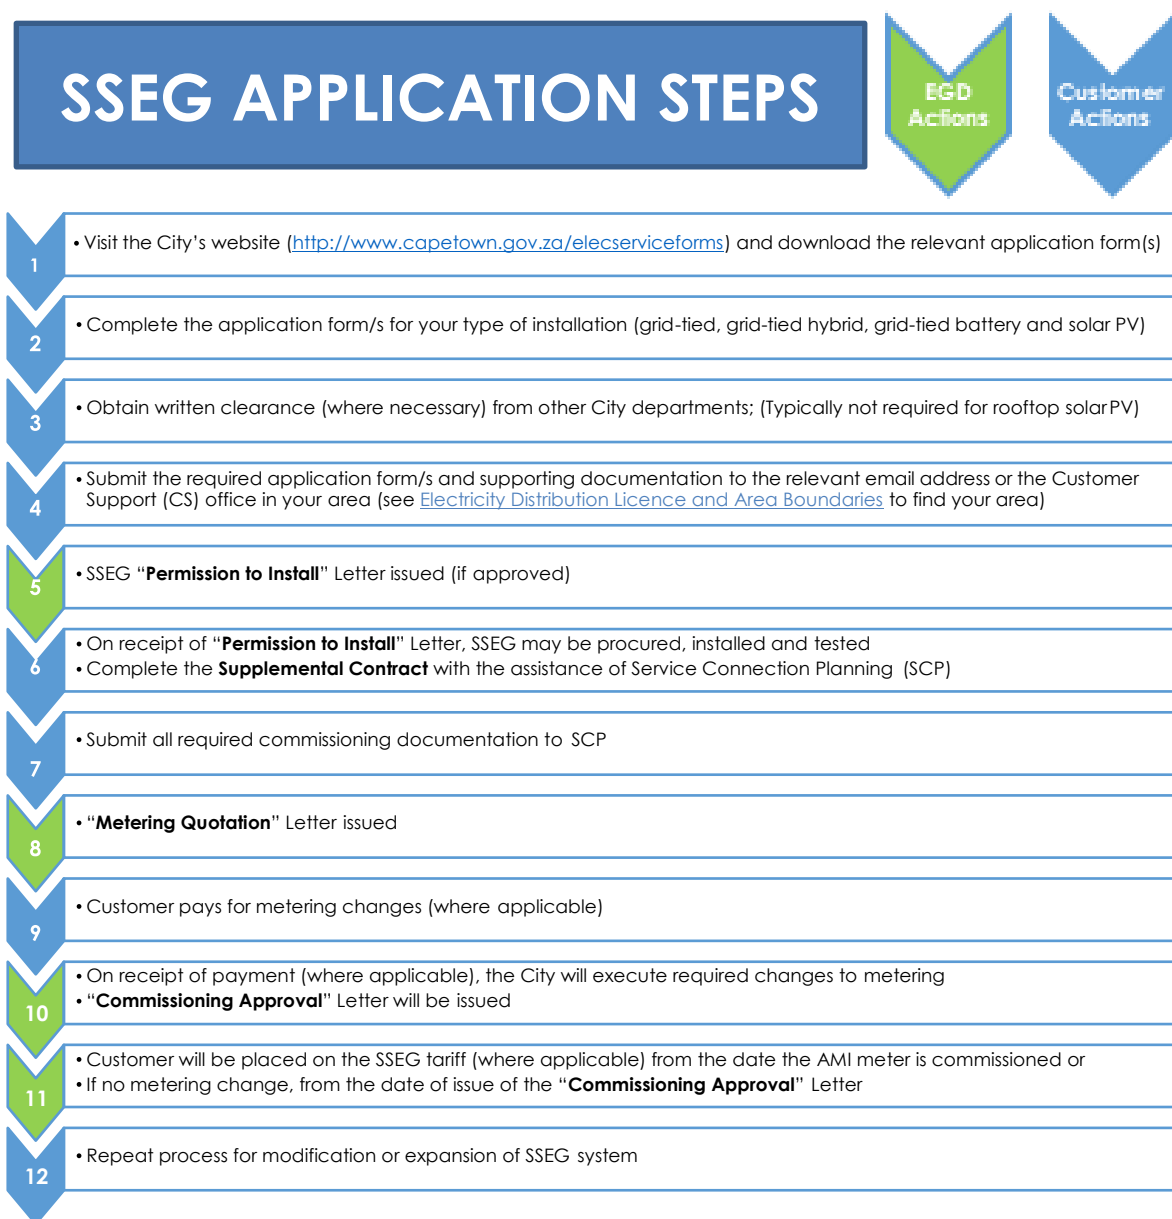 SSEG APPLICATION STEPS
EGD
Actions
Customer
Actions
1
• Visit the City’s website (http://www.capetown.gov.za/elecserviceforms) and download the relevant application form(s)
2
• Complete the application form/s for your type of installation (grid-tied, grid-tied hybrid, grid-tied battery and solar PV)
3
• Obtain written clearance (where necessary) from other City departments; (Typically not required for rooftop solar PV)
4
• Submit the required application form/s and supporting documentation to the relevant email address or the Customer
Support (CS) office in your area (see Electricity Distribution Licence and Area Boundaries to find your area)
5
• SSEG “Permission to Install” Letter issued (if approved)
6
• On receipt of “Permission to Install” Letter, SSEG may be procured, installed and tested
• Complete the Supplemental Contract with the assistance of Service Connection Planning (SCP)
7
• Submit all required commissioning documentation to SCP
8
• “Metering Quotation” Letter issued
9
• Customer pays for metering changes (where applicable)
10
• On receipt of payment (where applicable), the City will execute required changes to metering
• “Commissioning Approval” Letter will be issued
11
• Customer will be placed on the SSEG tariff (where applicable) from the date the AMI meter is commissioned or
• If no metering change, from the date of issue of the “Commissioning Approval” Letter
12
• Repeat process for modification or expansion of SSEG system